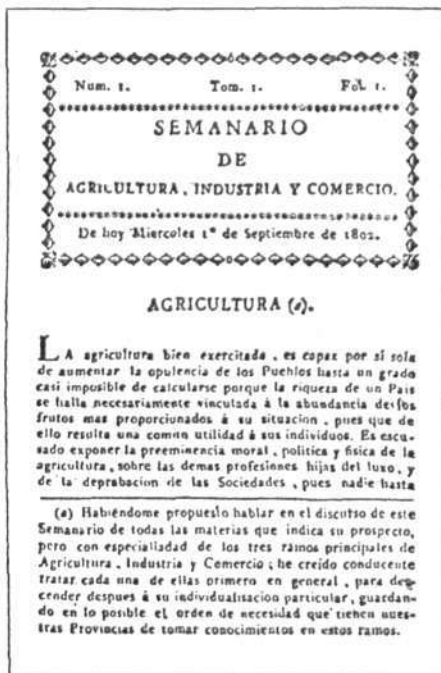 Num. 1. Tom. 1. Fol. 1.
SEMANARIO
DE
AGRICULTURA, INDUSTRIA Y COMERCIO.
De hoy Miercoles 1º de Septiembre de 1802.
AGRICULTURA (a).
LA agricultura bien exercitada, es capaz por sí sola
de aumentar la opulencia de los Pueblos hasta un grado
casi imposible de calcularse porque la riqueza de un Pais
se halla necesariamente vinculada á la abundancia de los
frutos mas proporcionados á su situacion, pues que de
ello resulta una comun utilidad á sus individuos. Es escu-
sado exponer la preeminencia moral, politica y fisica de la
agricultura, sobre las demas profesiones hijas del luxo, y
de la deprabacion de las Sociedades, pues nadie hasta
(a) Habiéndome propuesto hablar en el discurso de este
Semanario de todas las materias que indica su prospecto,
pero con especialladad de los tres ramos principales de
Agricultura, Industria y Comercio; he creído conducente
tratar cada una de ellas primero en general, para des-
cender despues á su individualisacion particular, guardan-
do en lo posible el orden de necesidad que tienen nues-
tras Provincias de tomar conocimientos en estos ramos.